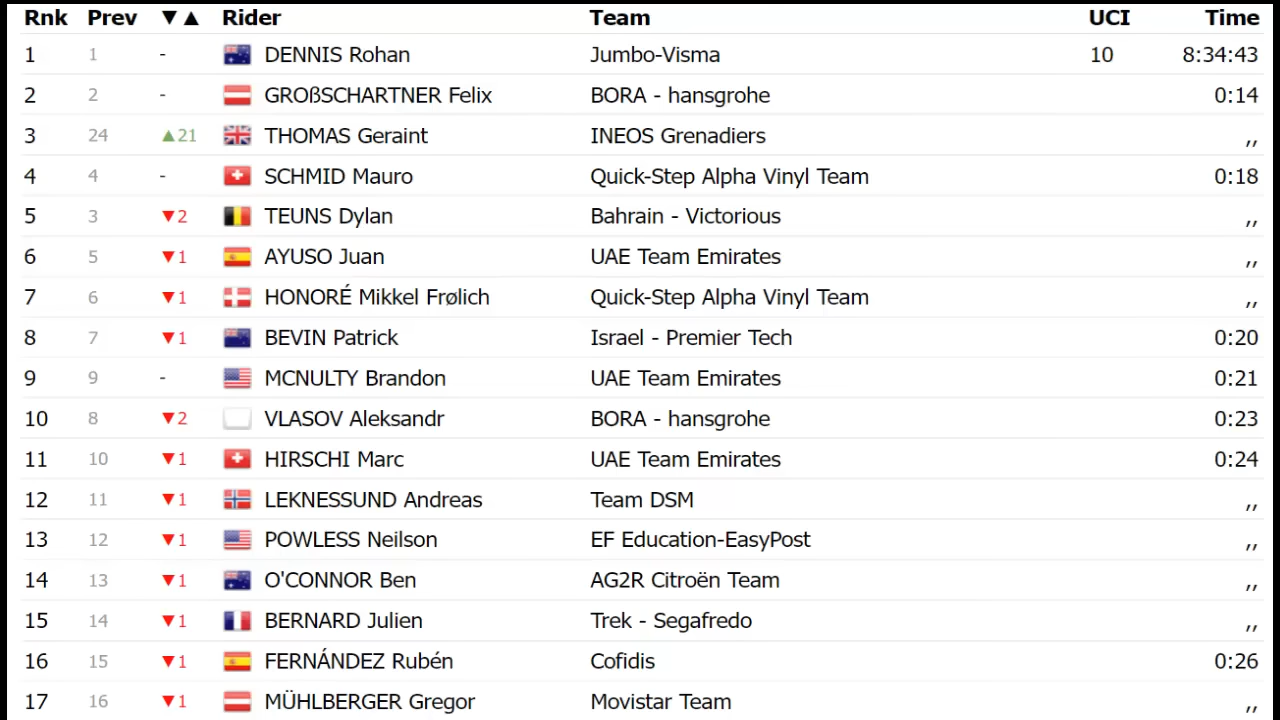 Rnk Prev ▼▲ Rider Team UCI Time
1 1 - DENNIS Rohan Jumbo-Visma 10 8:34:43
2 2 - GROßSCHARTNER Felix BORA - hansgrohe 0:14
3 24 ▲21 THOMAS Geraint INEOS Grenadiers ,,
4 4 - SCHMID Mauro Quick-Step Alpha Vinyl Team 0:18
5 3 ▼2 TEUNS Dylan Bahrain - Victorious ,,
6 5 ▼1 AYUSO Juan UAE Team Emirates ,,
7 6 ▼1 HONORÉ Mikkel Frølich Quick-Step Alpha Vinyl Team ,,
8 7 ▼1 BEVIN Patrick Israel - Premier Tech 0:20
9 9 - MCNULTY Brandon UAE Team Emirates 0:21
10 8 ▼2 VLASOV Aleksandr BORA - hansgrohe 0:23
11 10 ▼1 HIRSCHI Marc UAE Team Emirates 0:24
12 11 ▼1 LEKNESSUND Andreas Team DSM ,,
13 12 ▼1 POWLESS Neilson EF Education-EasyPost ,,
14 13 ▼1 O'CONNOR Ben AG2R Citroën Team ,,
15 14 ▼1 BERNARD Julien Trek - Segafredo ,,
16 15 ▼1 FERNÁNDEZ Rubén Cofidis 0:26
17 16 ▼1 MÜHLBERGER Gregor Movistar Team ,,